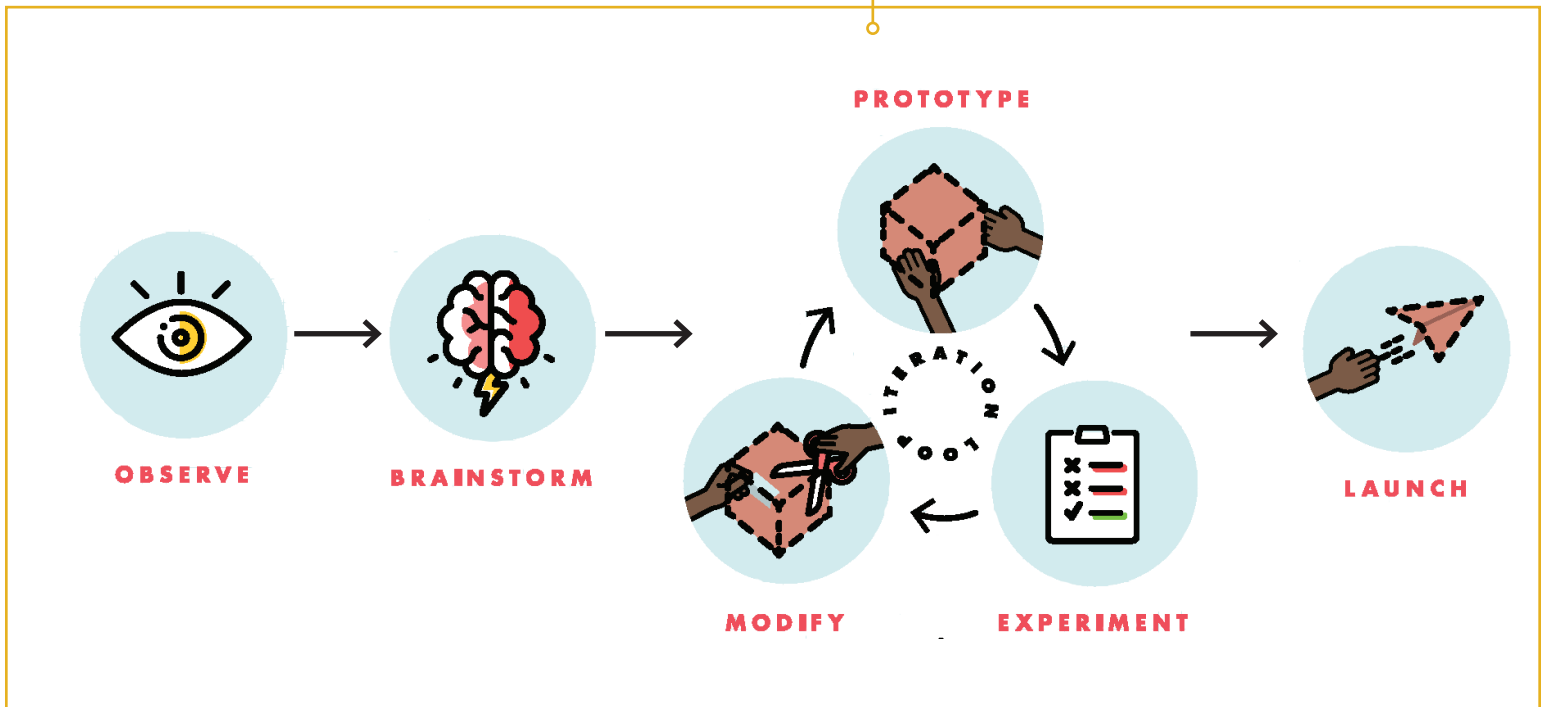 PROTOTYPE
OBSERVE
BRAINSTORM
ITERATION
LOOP
MODIFY
EXPERIMENT
LAUNCH